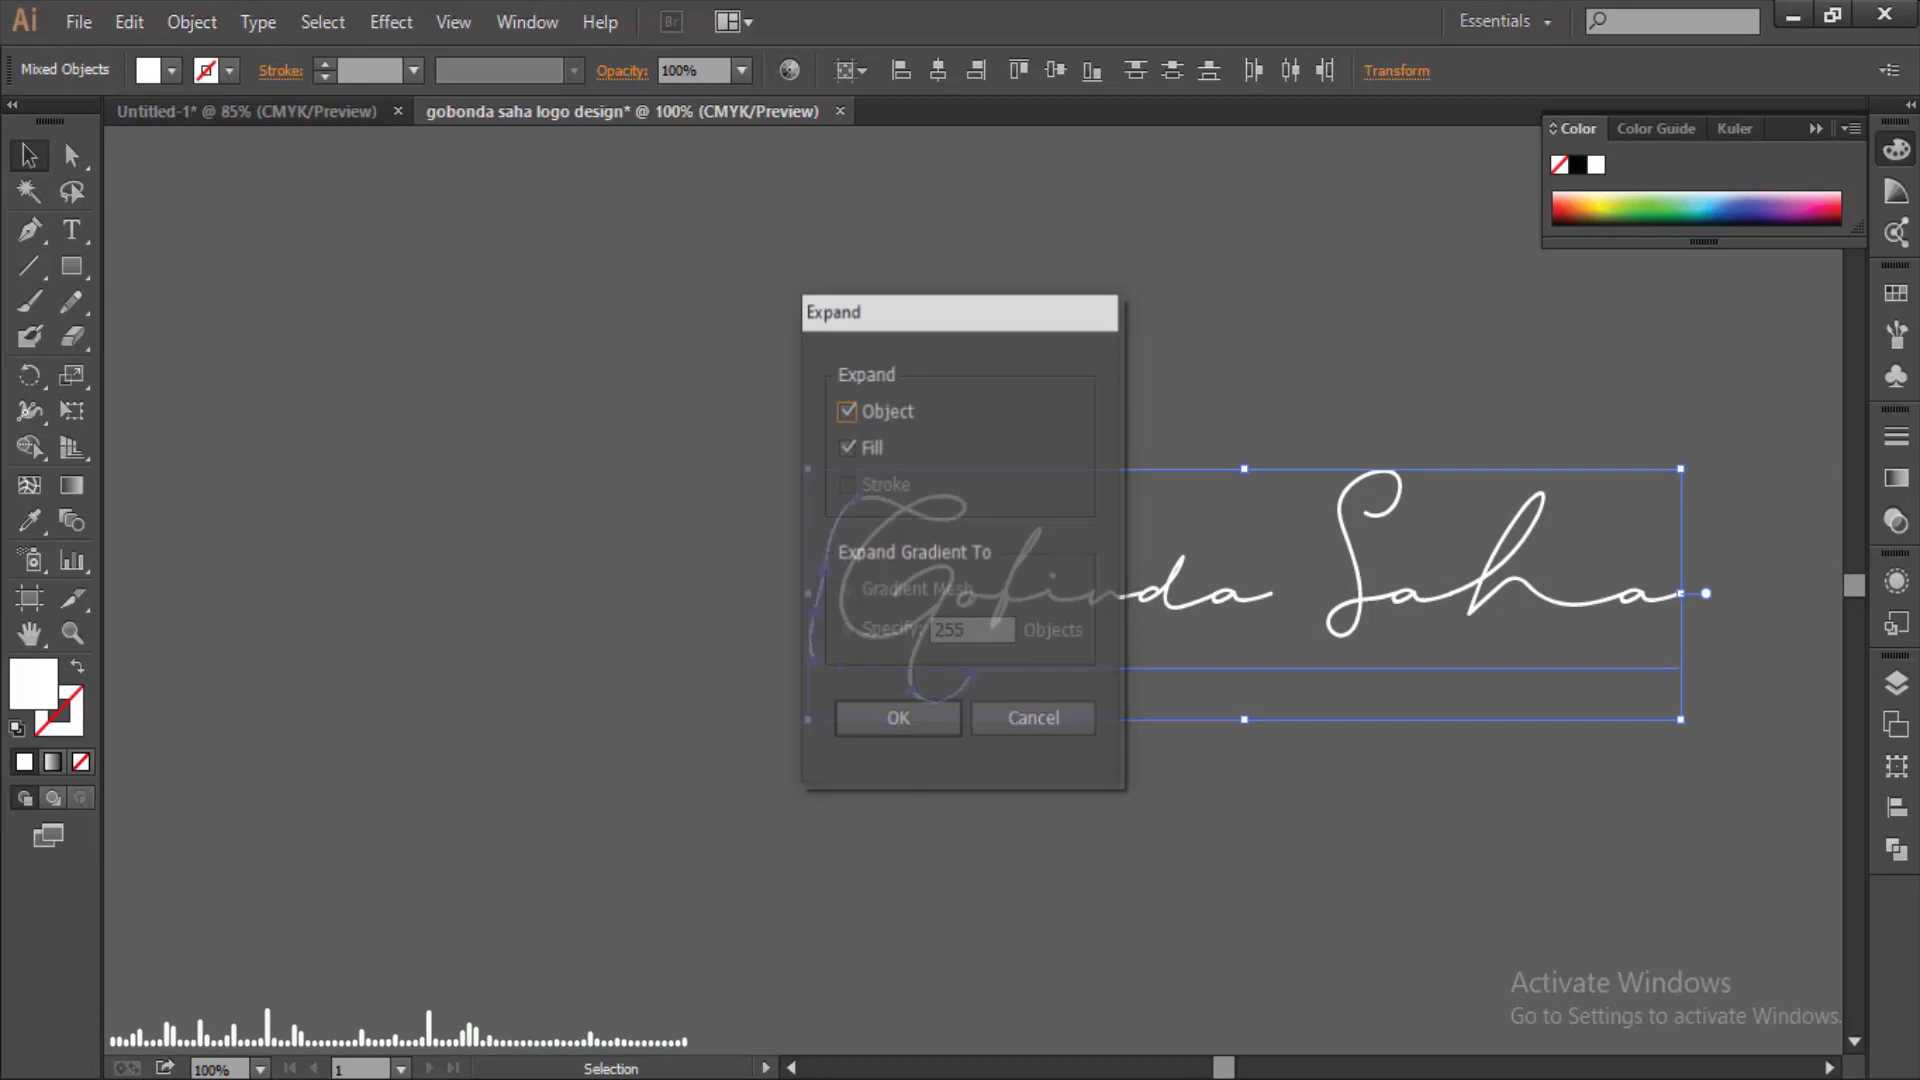 Ai File Edit Object Type Select Effect View Window Help Br Essentials
Mixed Objects Stroke: Opacity: 100% Transform
Untitled-1* @ 85% (CMYK/Preview) gobonda saha logo design* @ 100% (CMYK/Preview)
Color Color Guide Kuler
Expand
Expand
Object
Fill
Stroke
Expand Gradient To
Gradient Mesh
Specify: 255 Objects
OK Cancel
Gobinda Saha
Activate Windows
Go to Settings to activate Windows.
100% 1 Selection